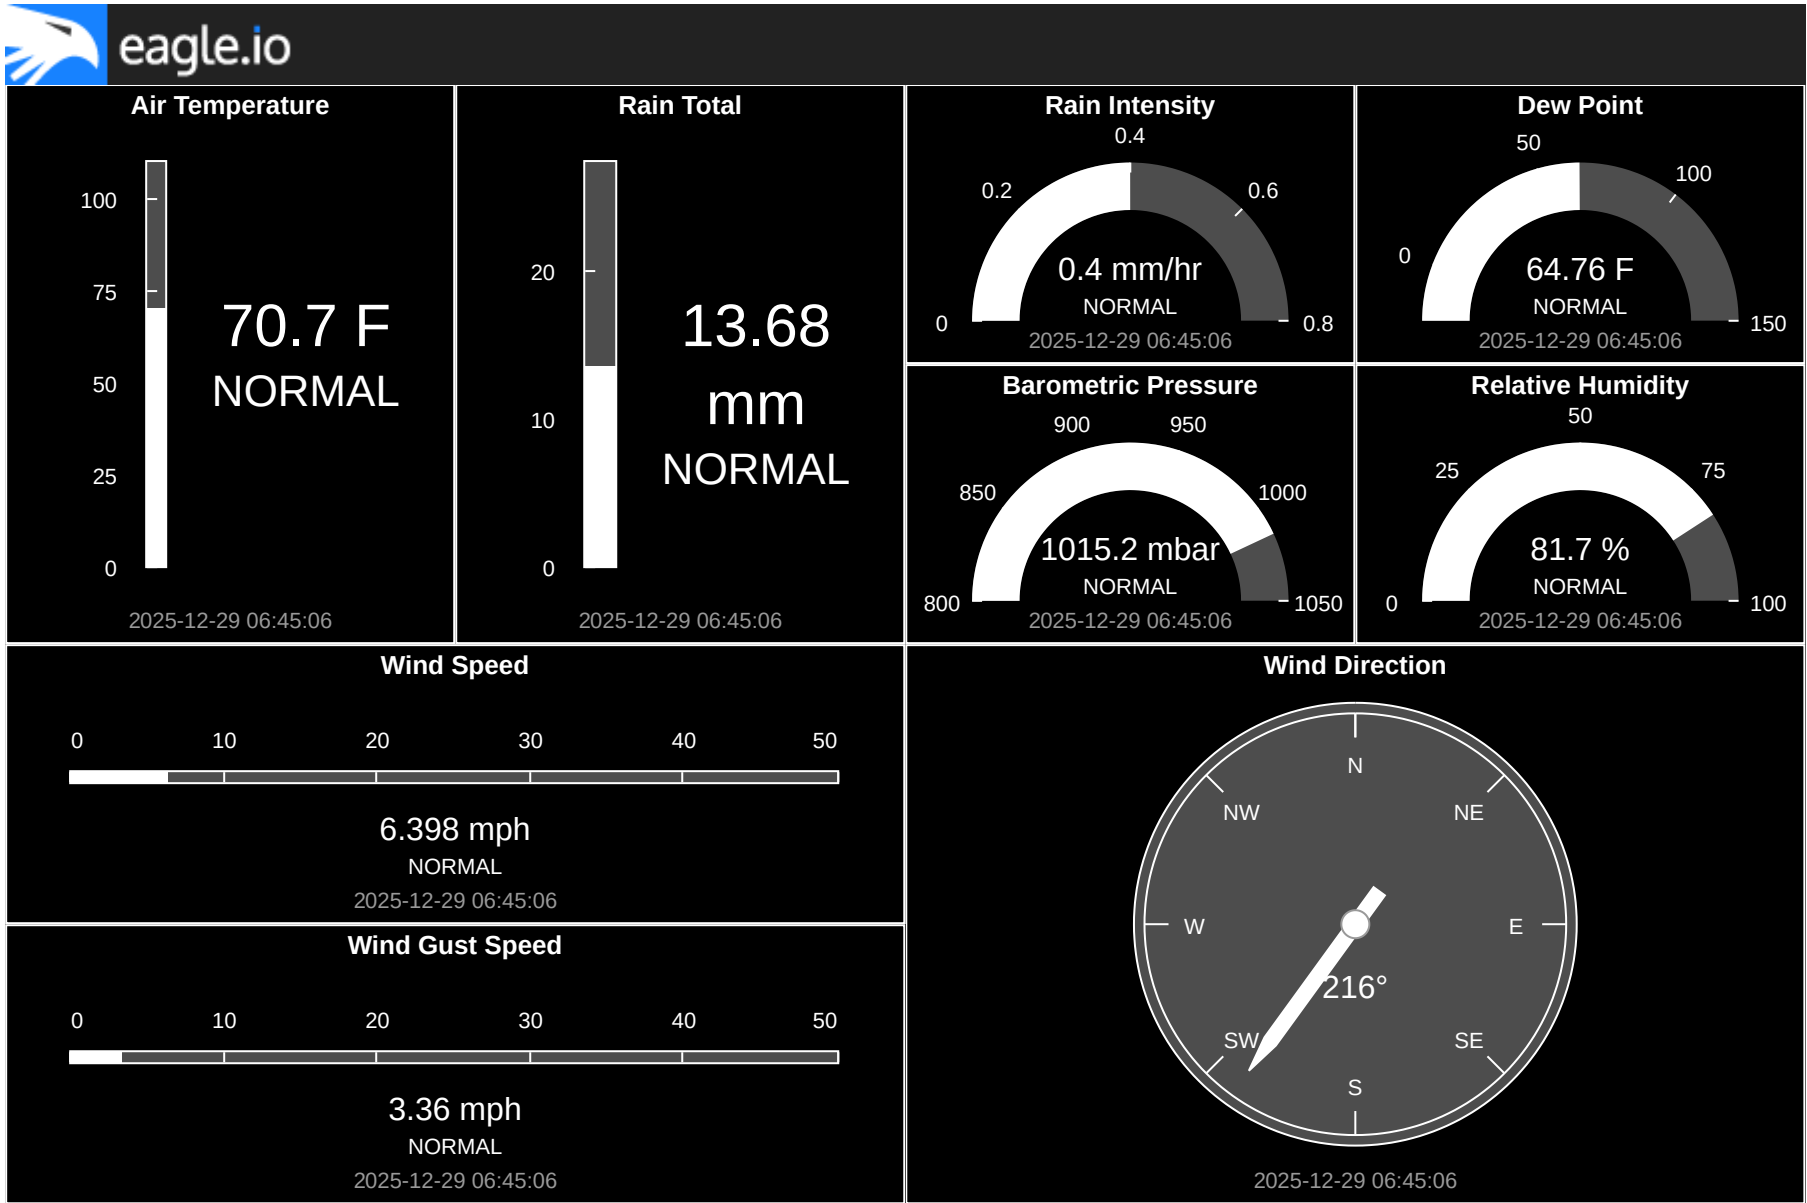 eagle.io
Air Temperature
100
75
50
25
0
70.7 F
NORMAL
2025-12-29 06:45:06
Rain Total
20
10
0
13.68
mm
NORMAL
2025-12-29 06:45:06
Rain Intensity
0.4
0.2
0.6
0
0.8
0.4 mm/hr
NORMAL
2025-12-29 06:45:06
Dew Point
50
100
0
150
64.76 F
NORMAL
2025-12-29 06:45:06
Barometric Pressure
900
950
850
1000
800
1050
1015.2 mbar
NORMAL
2025-12-29 06:45:06
Relative Humidity
50
25
75
0
100
81.7 %
NORMAL
2025-12-29 06:45:06
Wind Speed
0 10 20 30 40 50
6.398 mph
NORMAL
2025-12-29 06:45:06
Wind Gust Speed
0 10 20 30 40 50
3.36 mph
NORMAL
2025-12-29 06:45:06
Wind Direction
N
NW NE
W E
216°
SW SE
S
2025-12-29 06:45:06